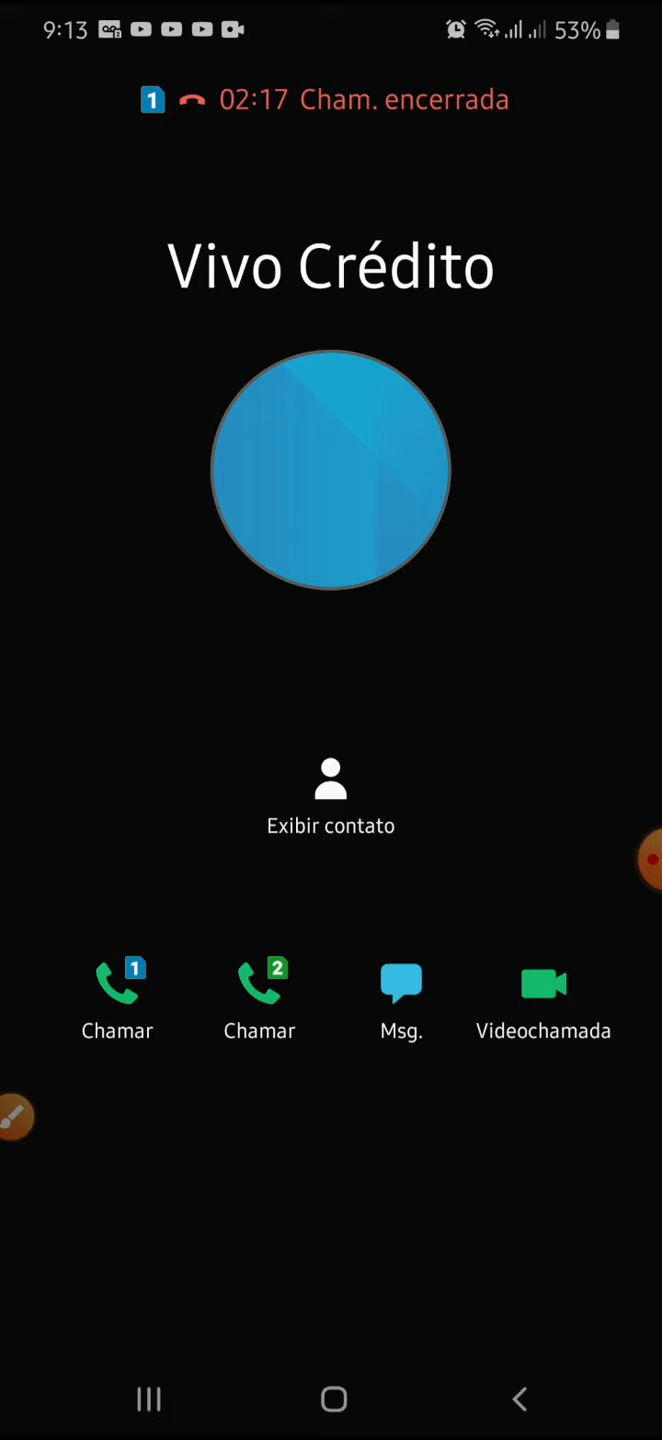 9:13 53%
1 02:17 Cham. encerrada
Vivo Crédito
Exibir contato
1 2
Chamar Chamar Msg. Videochamada